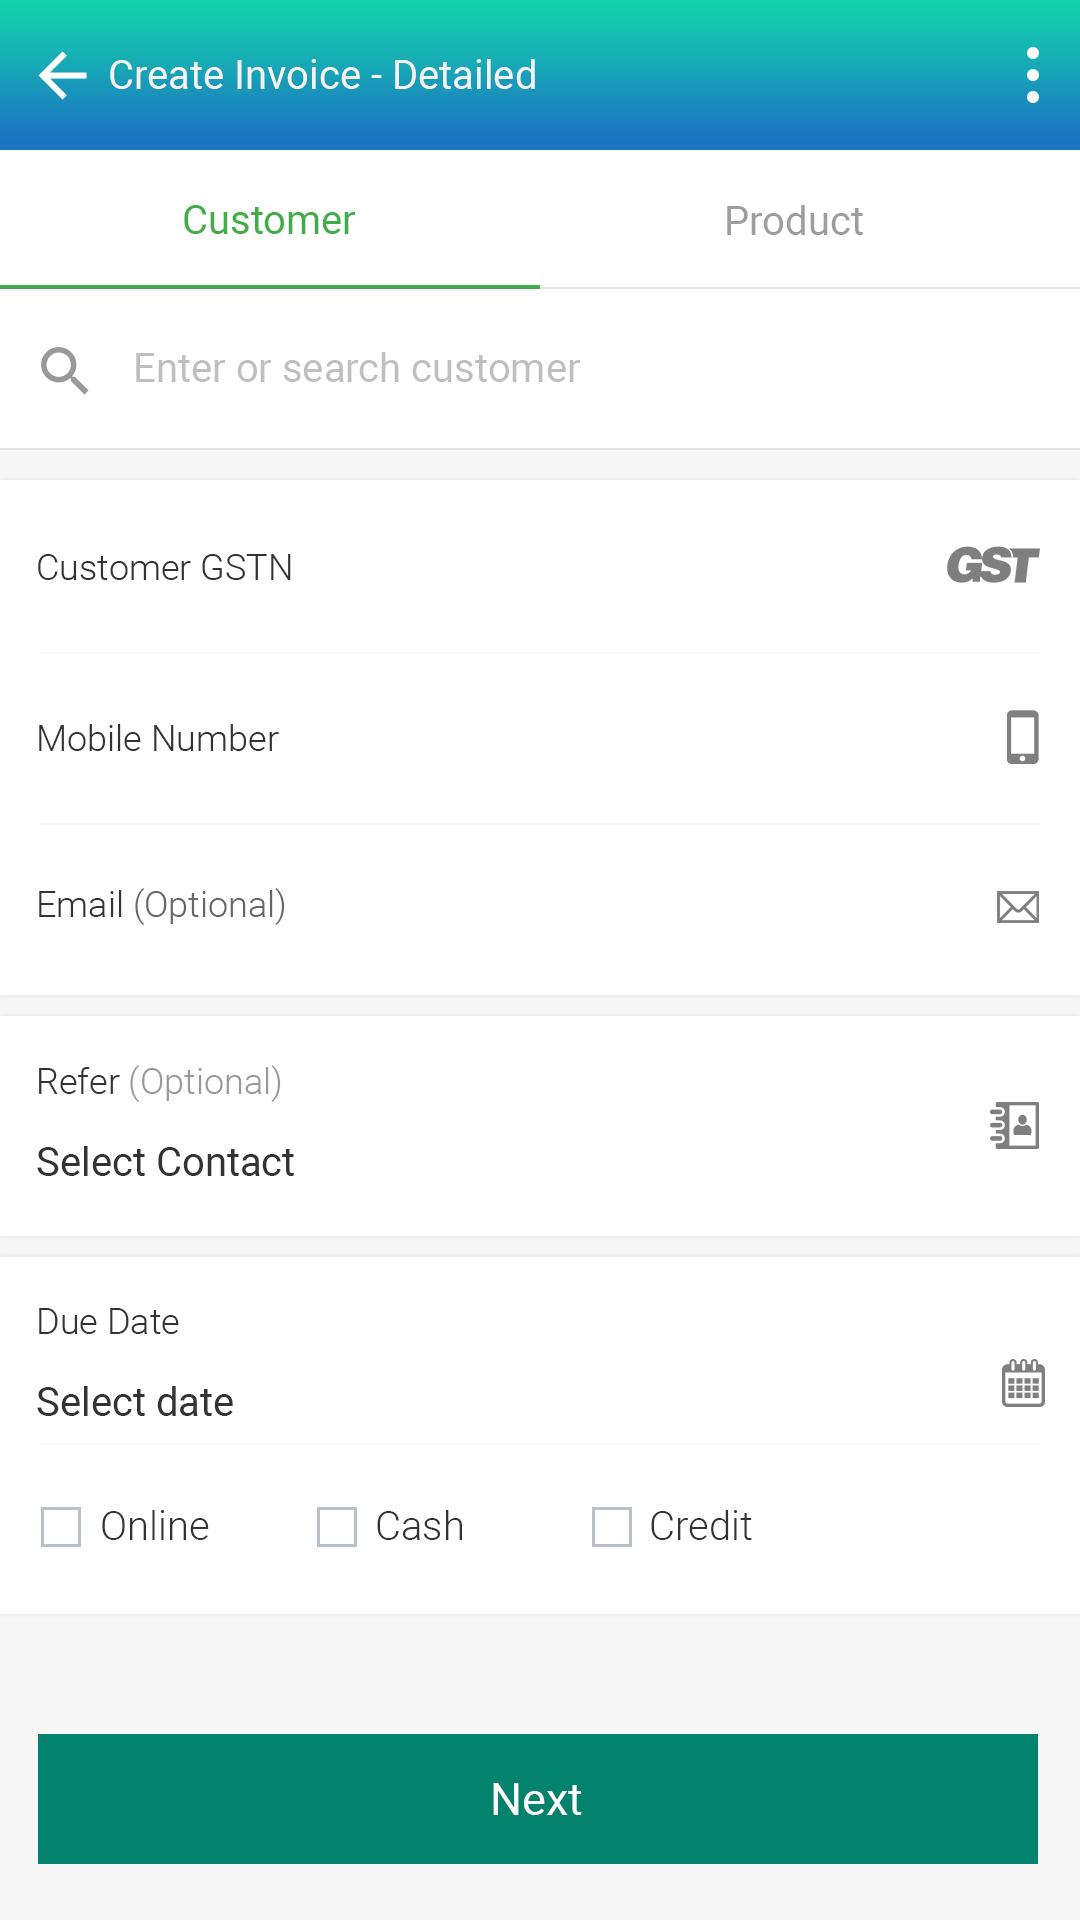 Create Invoice - Detailed
Customer
Product
Enter or search customer
Customer GSTN
GST
Mobile Number
Email (Optional)
Refer (Optional)
Select Contact
Due Date
Select date
Online
Cash
Credit
Next